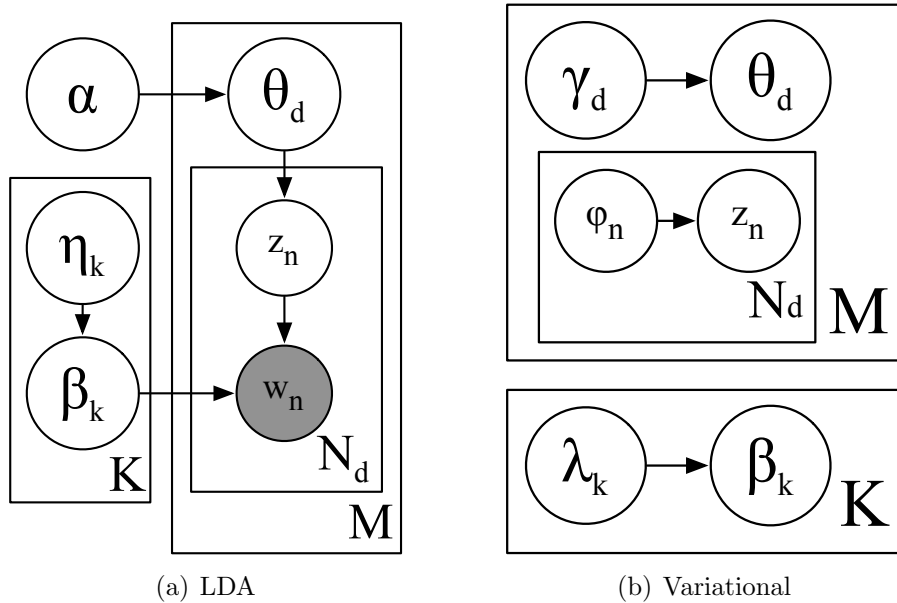 α
θd
ηk
zn
βk
wn
K
Nd
M
(a) LDA
γd
θd
φn
zn
Nd
M
λk
βk
K
(b) Variational